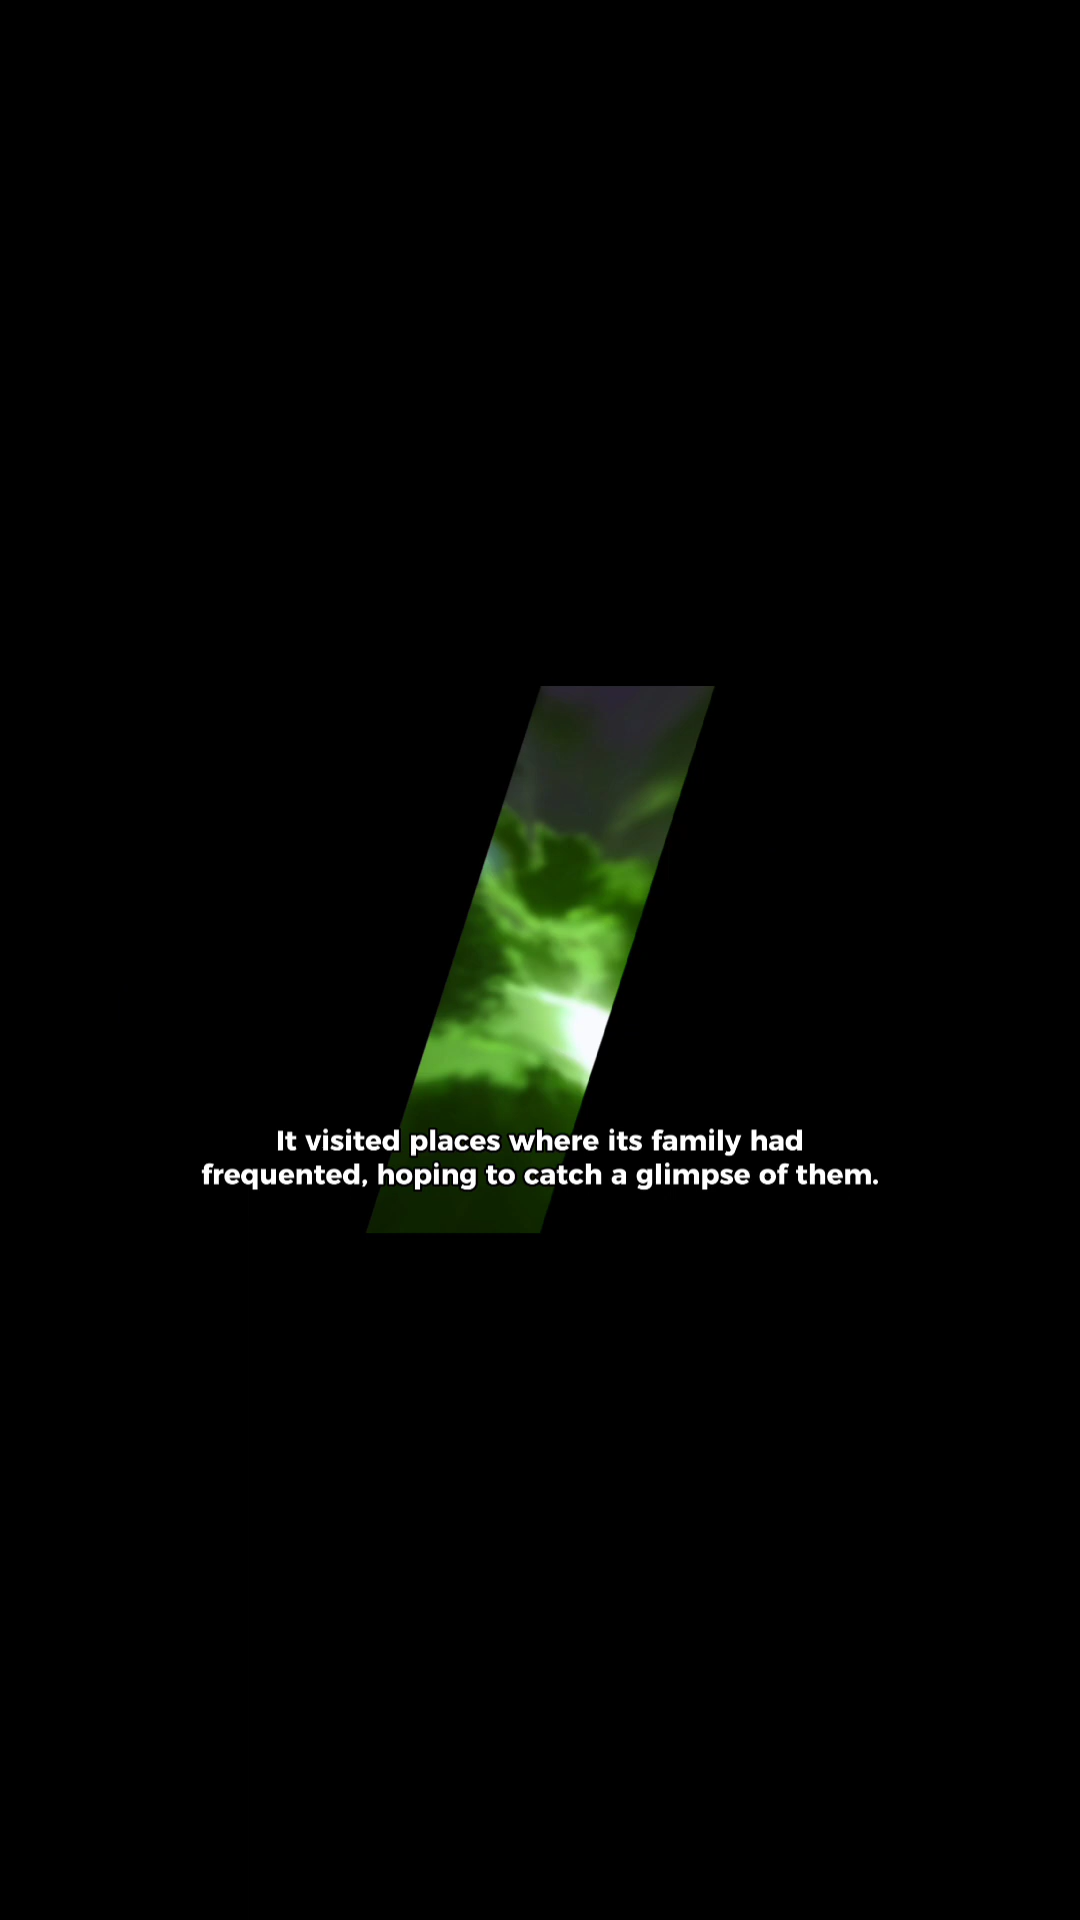 It visited places where its family had
frequented, hoping to catch a glimpse of them.